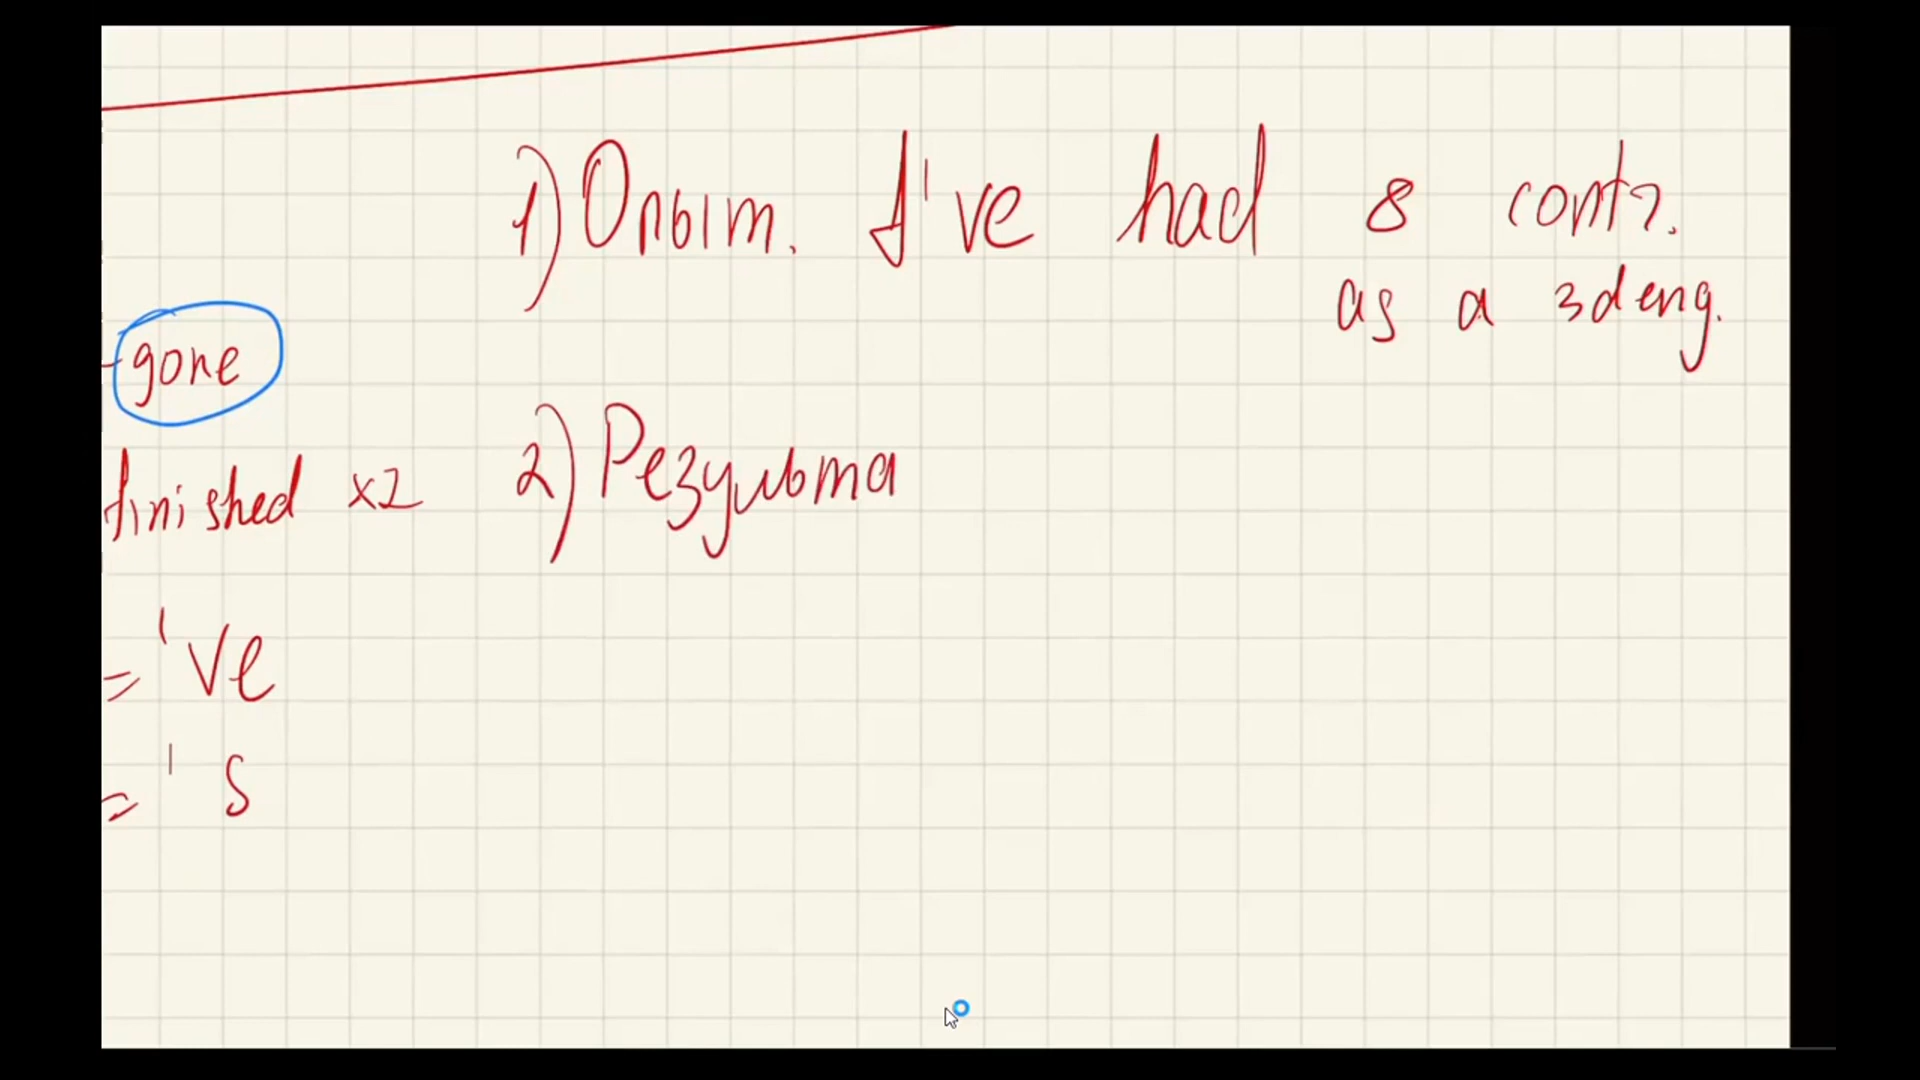 1) Опыт. I've had 8 contr.
as a 3d eng.
gone
2) Результа
finished x2
= 've
= 's